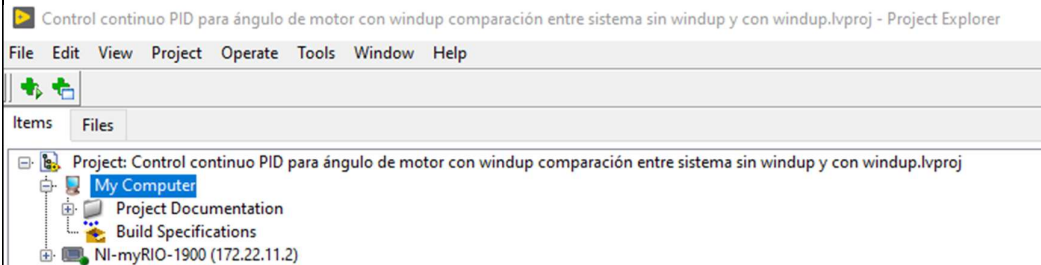 Control continuo PID para ángulo de motor con windup comparación entre sistema sin windup y con windup.lvproj - Project Explorer
File Edit View Project Operate Tools Window Help
Items Files
Project: Control continuo PID para ángulo de motor con windup comparación entre sistema sin windup y con windup.lvproj
My Computer
Project Documentation
Build Specifications
NI-myRIO-1900 (172.22.11.2)